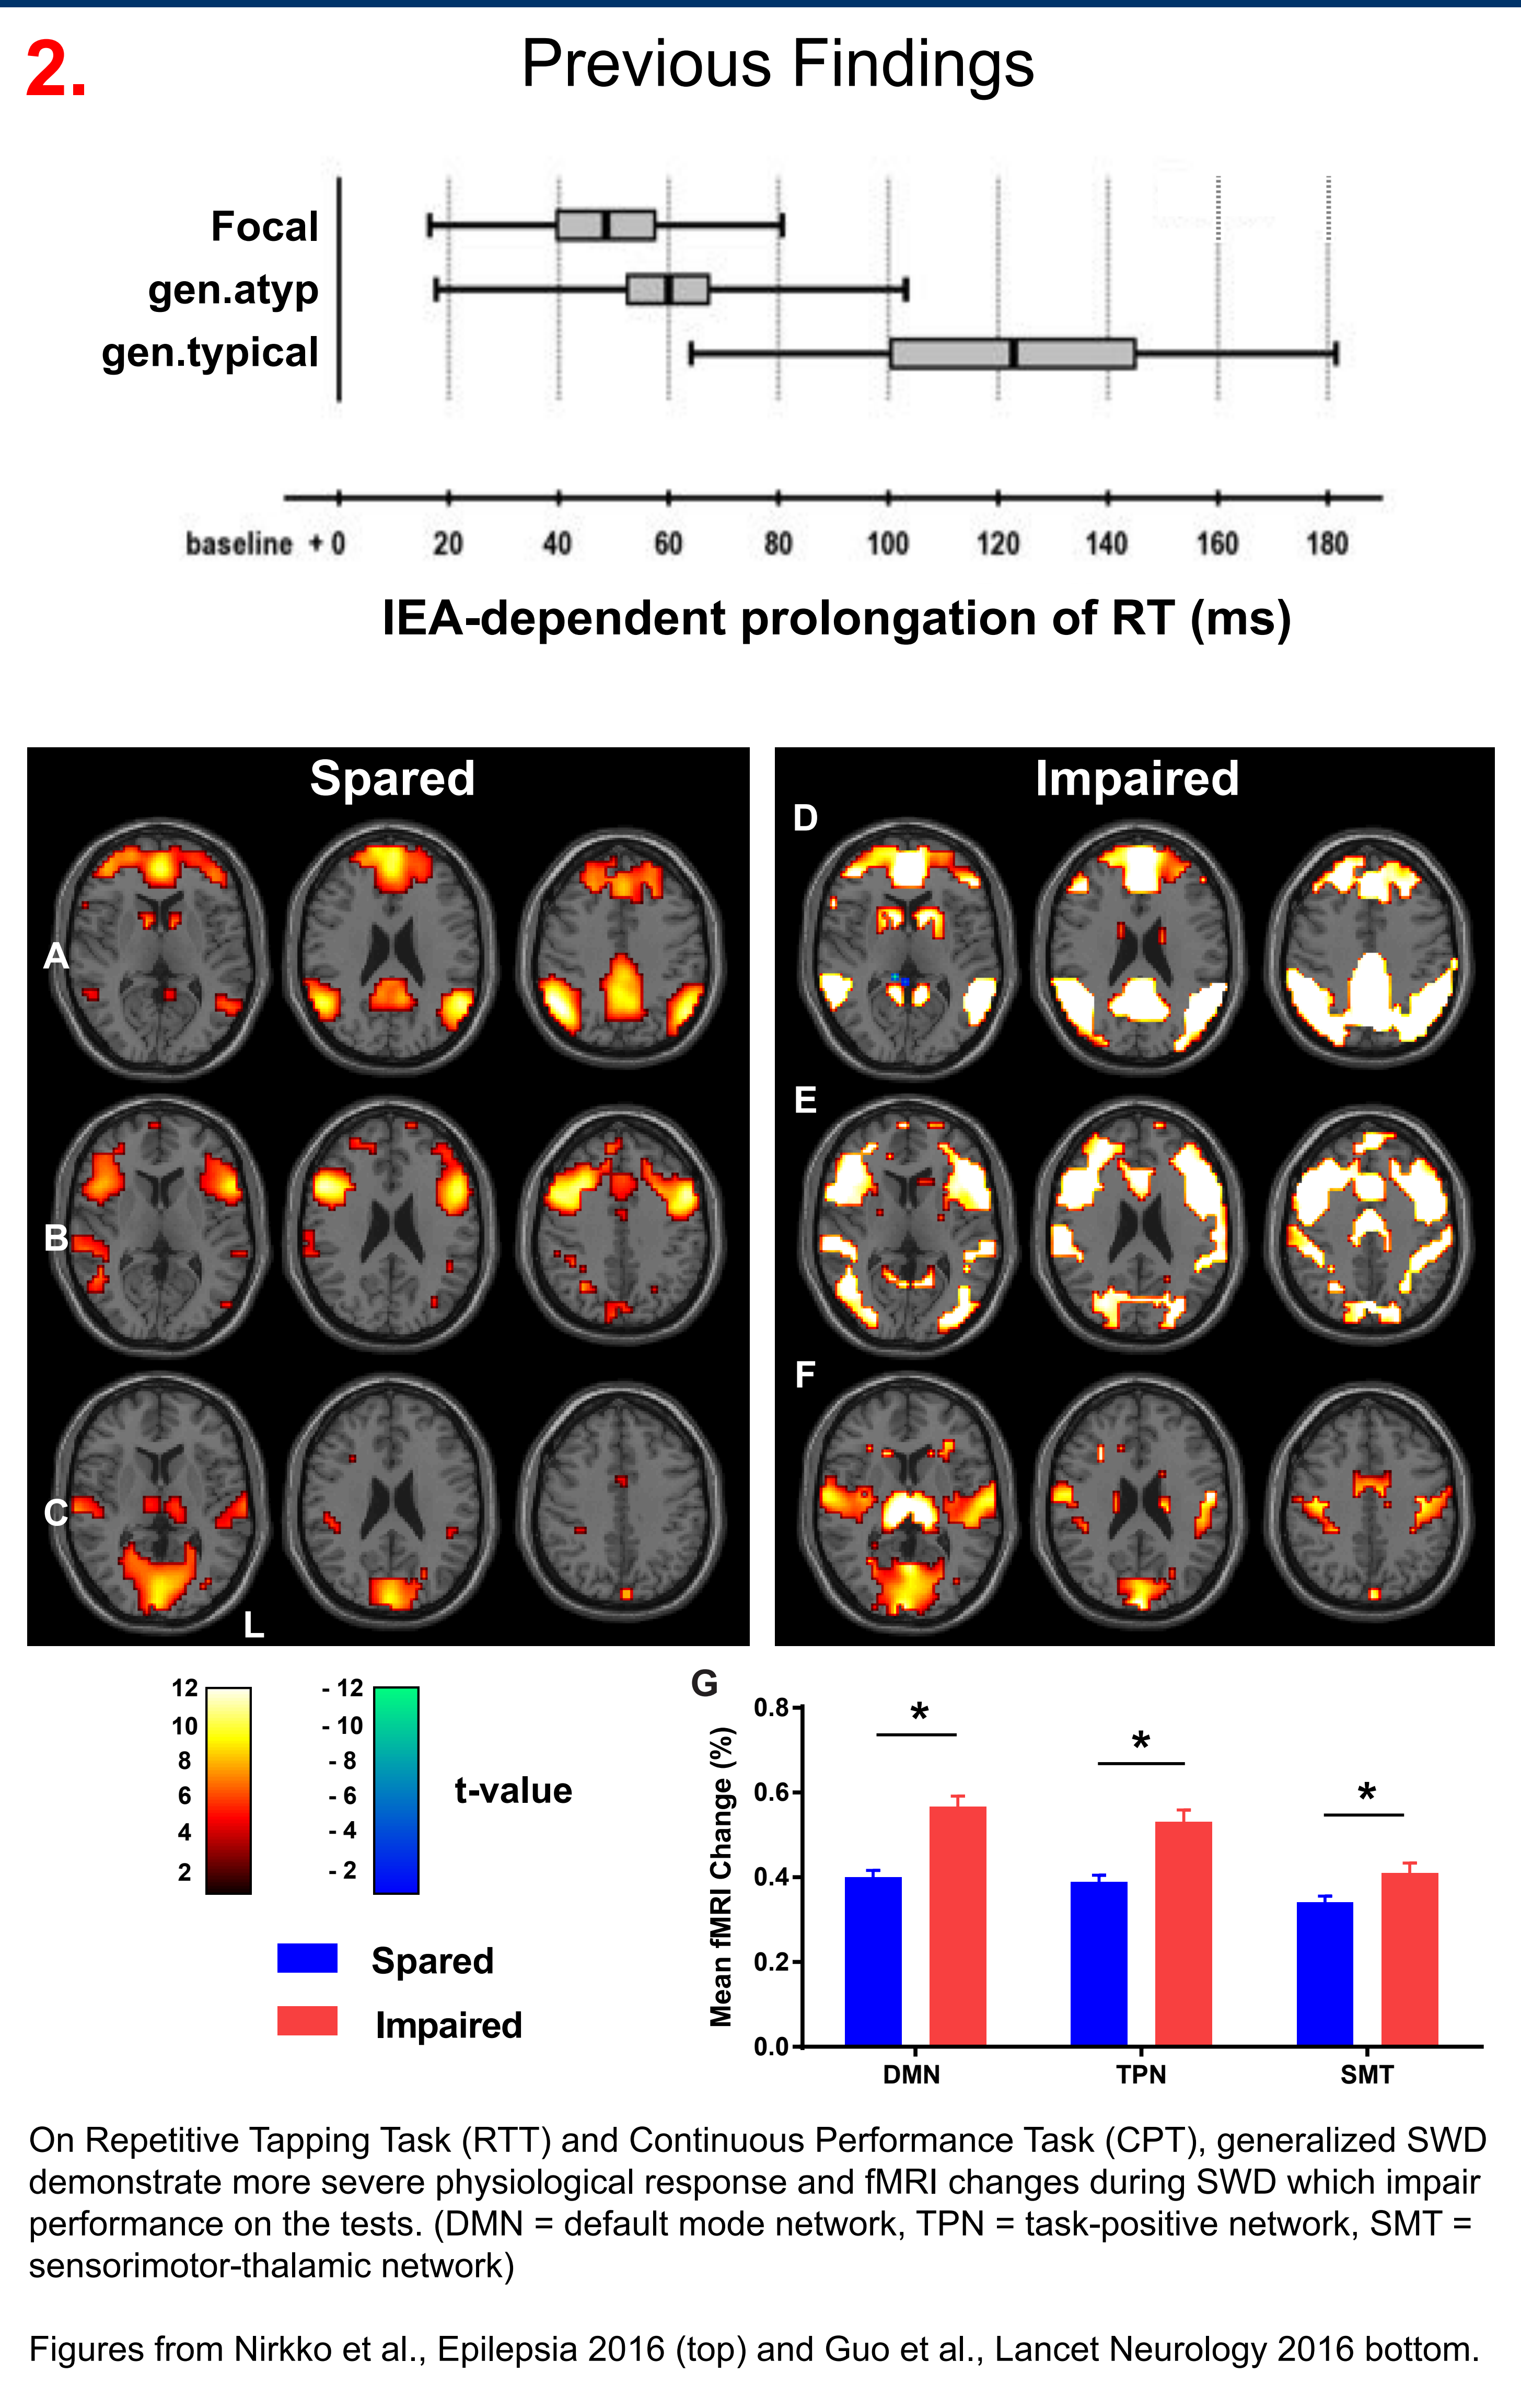 2.
Previous Findings
Focal
gen.atyp
gen.typical
baseline + 0 20 40 60 80 100 120 140 160 180
IEA-dependent prolongation of RT (ms)
Spared
A
B
C
L
Impaired
D
E
F
12
10
8
6
4
2
- 12
- 10
- 8
- 6
- 4
- 2
t-value
Spared
Impaired
G
Mean fMRI Change (%)
0.8
0.6
0.4
0.2
0.0
*
*
*
DMN TPN SMT
On Repetitive Tapping Task (RTT) and Continuous Performance Task (CPT), generalized SWD
demonstrate more severe physiological response and fMRI changes during SWD which impair
performance on the tests. (DMN = default mode network, TPN = task-positive network, SMT =
sensorimotor-thalamic network)
Figures from Nirkko et al., Epilepsia 2016 (top) and Guo et al., Lancet Neurology 2016 bottom.